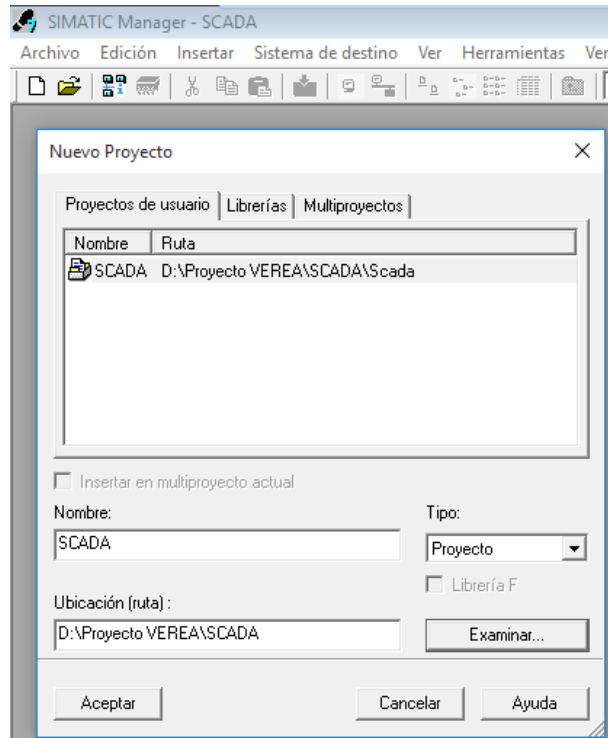 SIMATIC Manager - SCADA
Archivo Edición Insertar Sistema de destino Ver Herramientas Ver
Nuevo Proyecto
Proyectos de usuario Librerías Multiproyectos
Nombre Ruta
SCADA D:\Proyecto VEREA\SCADA\Scada
Insertar en multiproyecto actual
Nombre: Tipo:
SCADA Proyecto
Librería F
Ubicación (ruta) :
D:\Proyecto VEREA\SCADA Examinar...
Aceptar Cancelar Ayuda